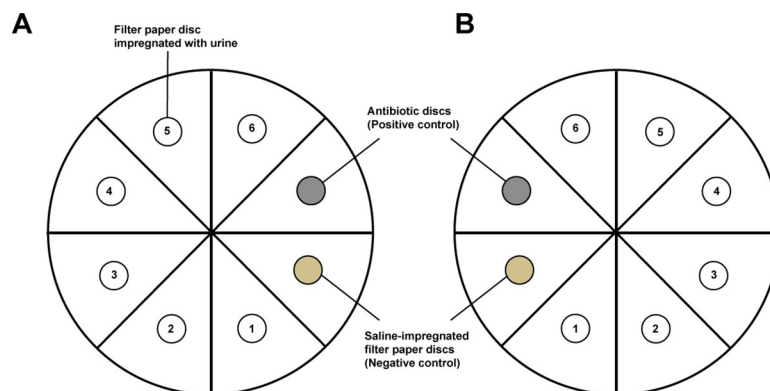 A
B
Filter paper disc
impregnated with urine
5
6
4
3
2
1
Antibiotic discs
(Positive control)
Saline-impregnated
filter paper discs
(Negative control)
6
5
4
3
1
2